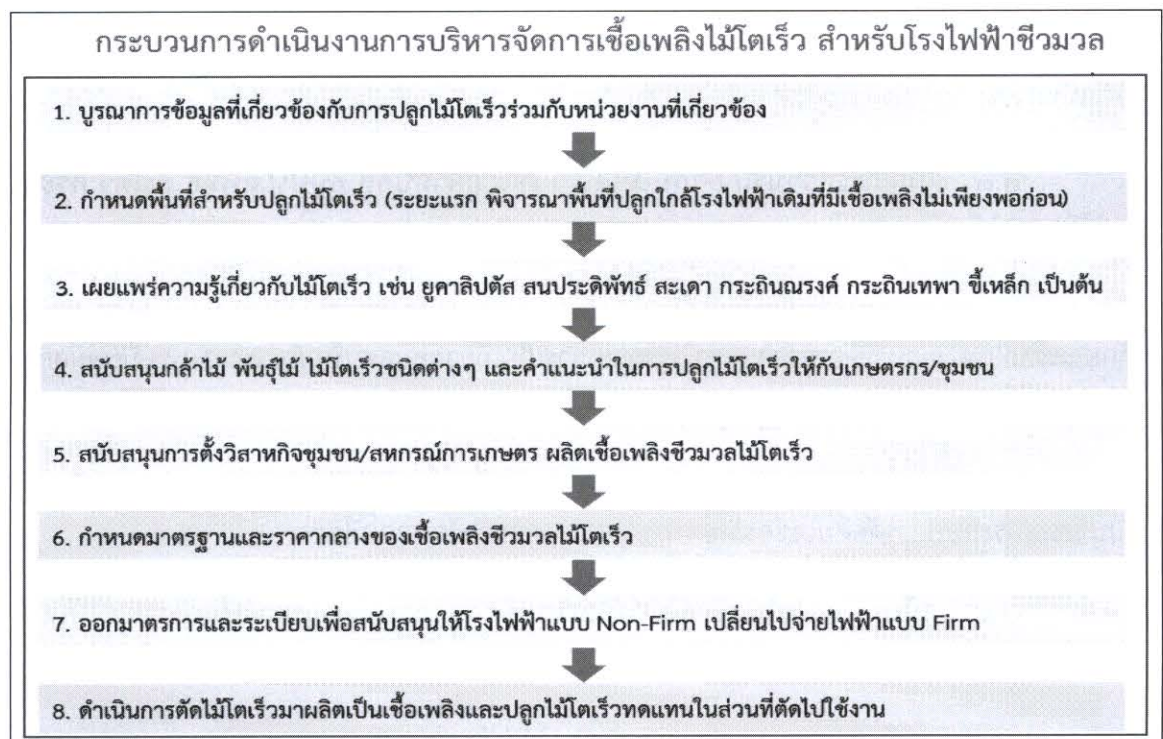 กระบวนการดำเนินงานการบริหารจัดการเชื้อเพลิงไม้โตเร็ว สำหรับโรงไฟฟ้าชีวมวล
1. บูรณาการข้อมูลที่เกี่ยวข้องกับการปลูกไม้โตเร็วร่วมกับหน่วยงานที่เกี่ยวข้อง
2. กำหนดพื้นที่สำหรับปลูกไม้โตเร็ว (ระยะแรก พิจารณาพื้นที่ปลูกใกล้โรงไฟฟ้าเดิมที่มีเชื้อเพลิงไม่เพียงพอก่อน)
3. เผยแพร่ความรู้เกี่ยวกับไม้โตเร็ว เช่น ยูคาลิปตัส สนประดิพัทธ์ สะเดา กระถินณรงค์ กระถินเทพา ขี้เหล็ก เป็นต้น
4. สนับสนุนกล้าไม้ พันธุ์ไม้ ไม้โตเร็วชนิดต่างๆ และคำแนะนำในการปลูกไม้โตเร็วให้กับเกษตรกร/ชุมชน
5. สนับสนุนการตั้งวิสาหกิจชุมชน/สหกรณ์การเกษตร ผลิตเชื้อเพลิงชีวมวลไม้โตเร็ว
6. กำหนดมาตรฐานและราคากลางของเชื้อเพลิงชีวมวลไม้โตเร็ว
7. ออกมาตรการและระเบียบเพื่อสนับสนุนให้โรงไฟฟ้าแบบ Non-Firm เปลี่ยนไปจ่ายไฟฟ้าแบบ Firm
8. ดำเนินการตัดไม้โตเร็วมาผลิตเป็นเชื้อเพลิงและปลูกไม้โตเร็วทดแทนในส่วนที่ตัดไปใช้งาน